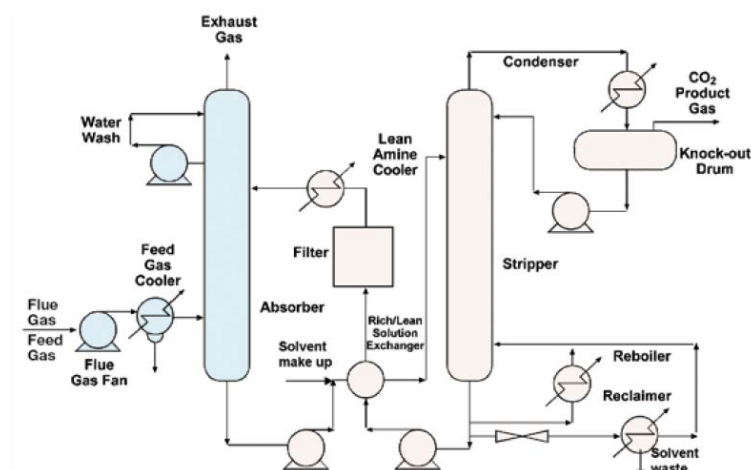 Exhaust
Gas
Condenser
CO2
Product
Gas
Water
Wash
Lean
Amine
Cooler
Knock-out
Drum
Feed
Gas
Cooler
Filter
Stripper
Flue
Gas
Feed
Gas
Absorber
Rich/Lean
Solution
Exchanger
Flue
Gas Fan
Solvent
make up
Reboiler
Reclaimer
Solvent
waste